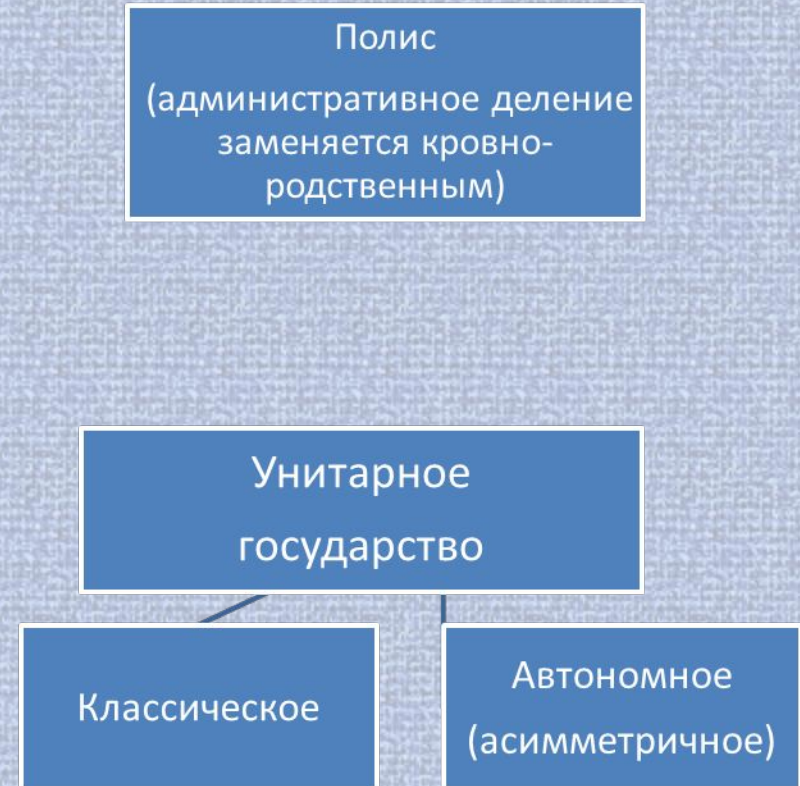 Полис
(административное деление
заменяется кровно-
родственным)
Унитарное
государство
Классическое
Автономное
(асимметричное)